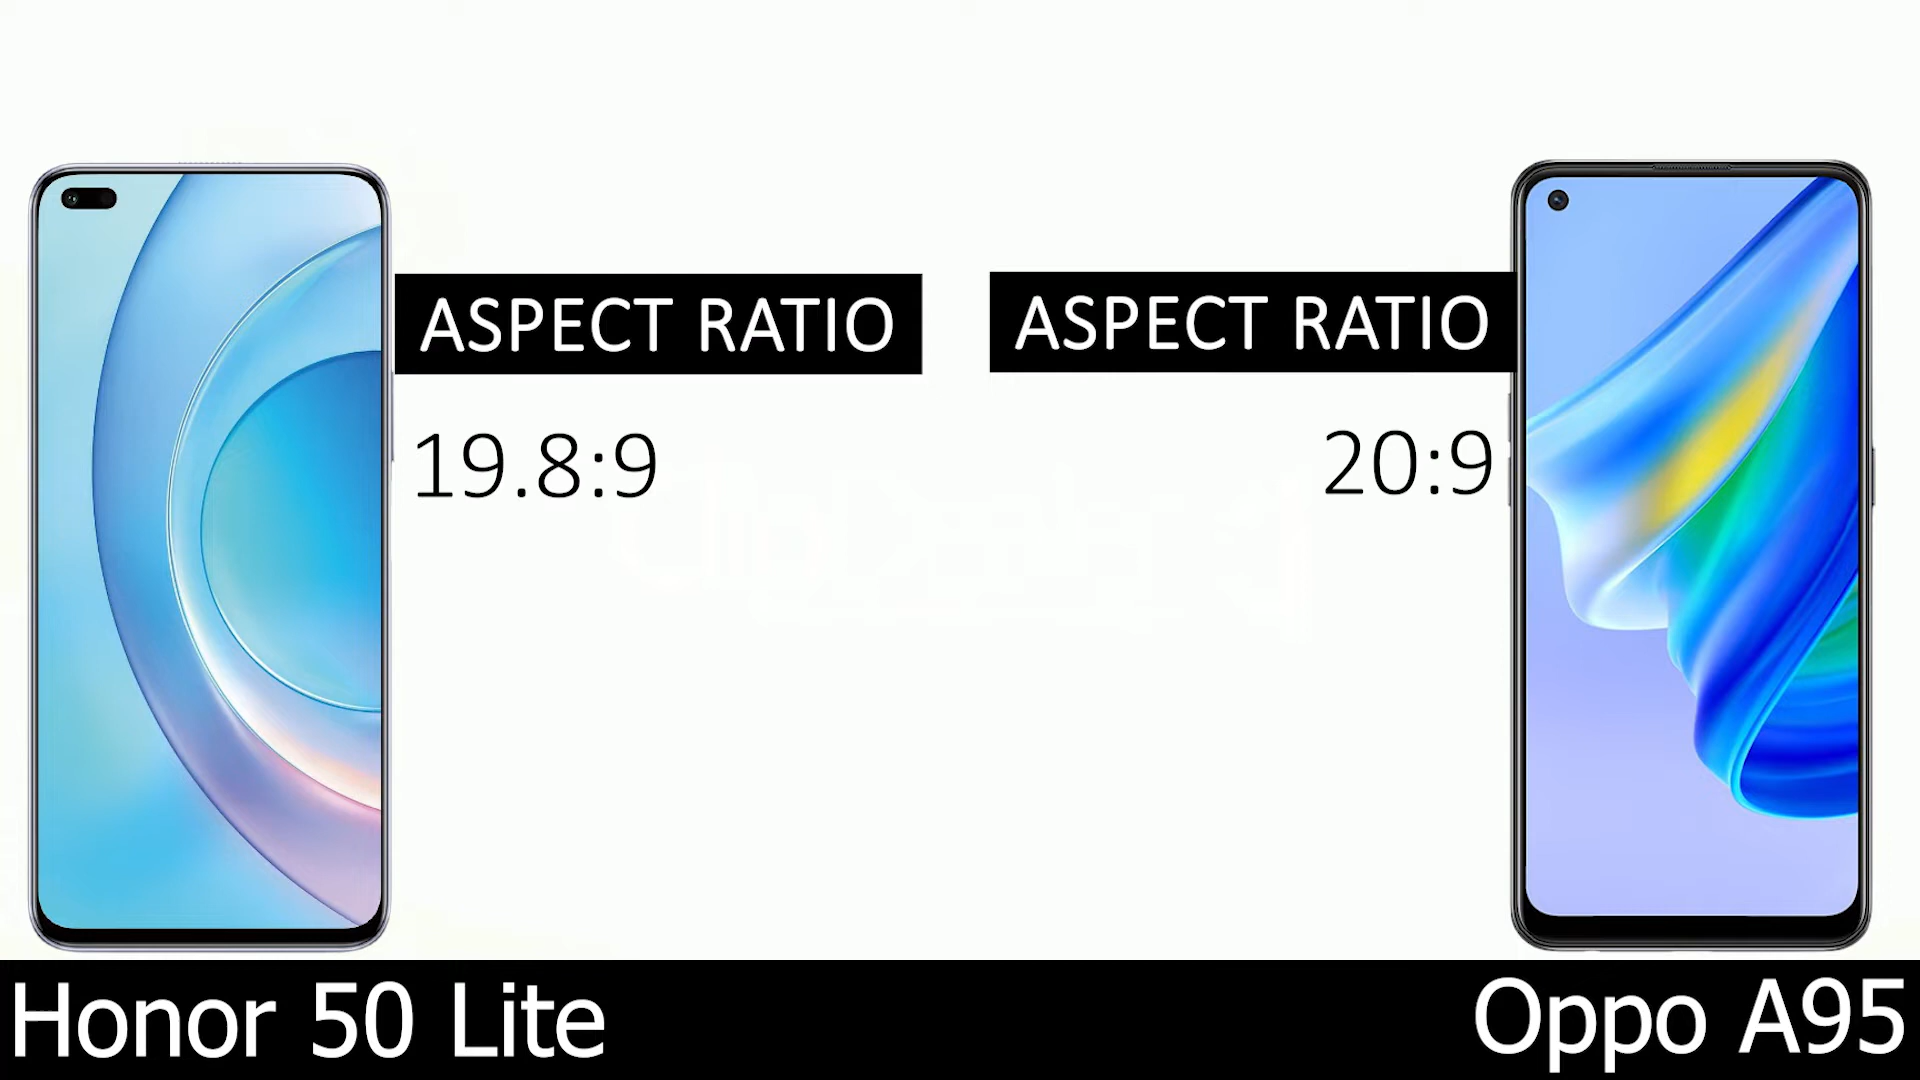 ASPECT RATIO
19.8:9
ASPECT RATIO
20:9
Honor 50 Lite
Oppo A95